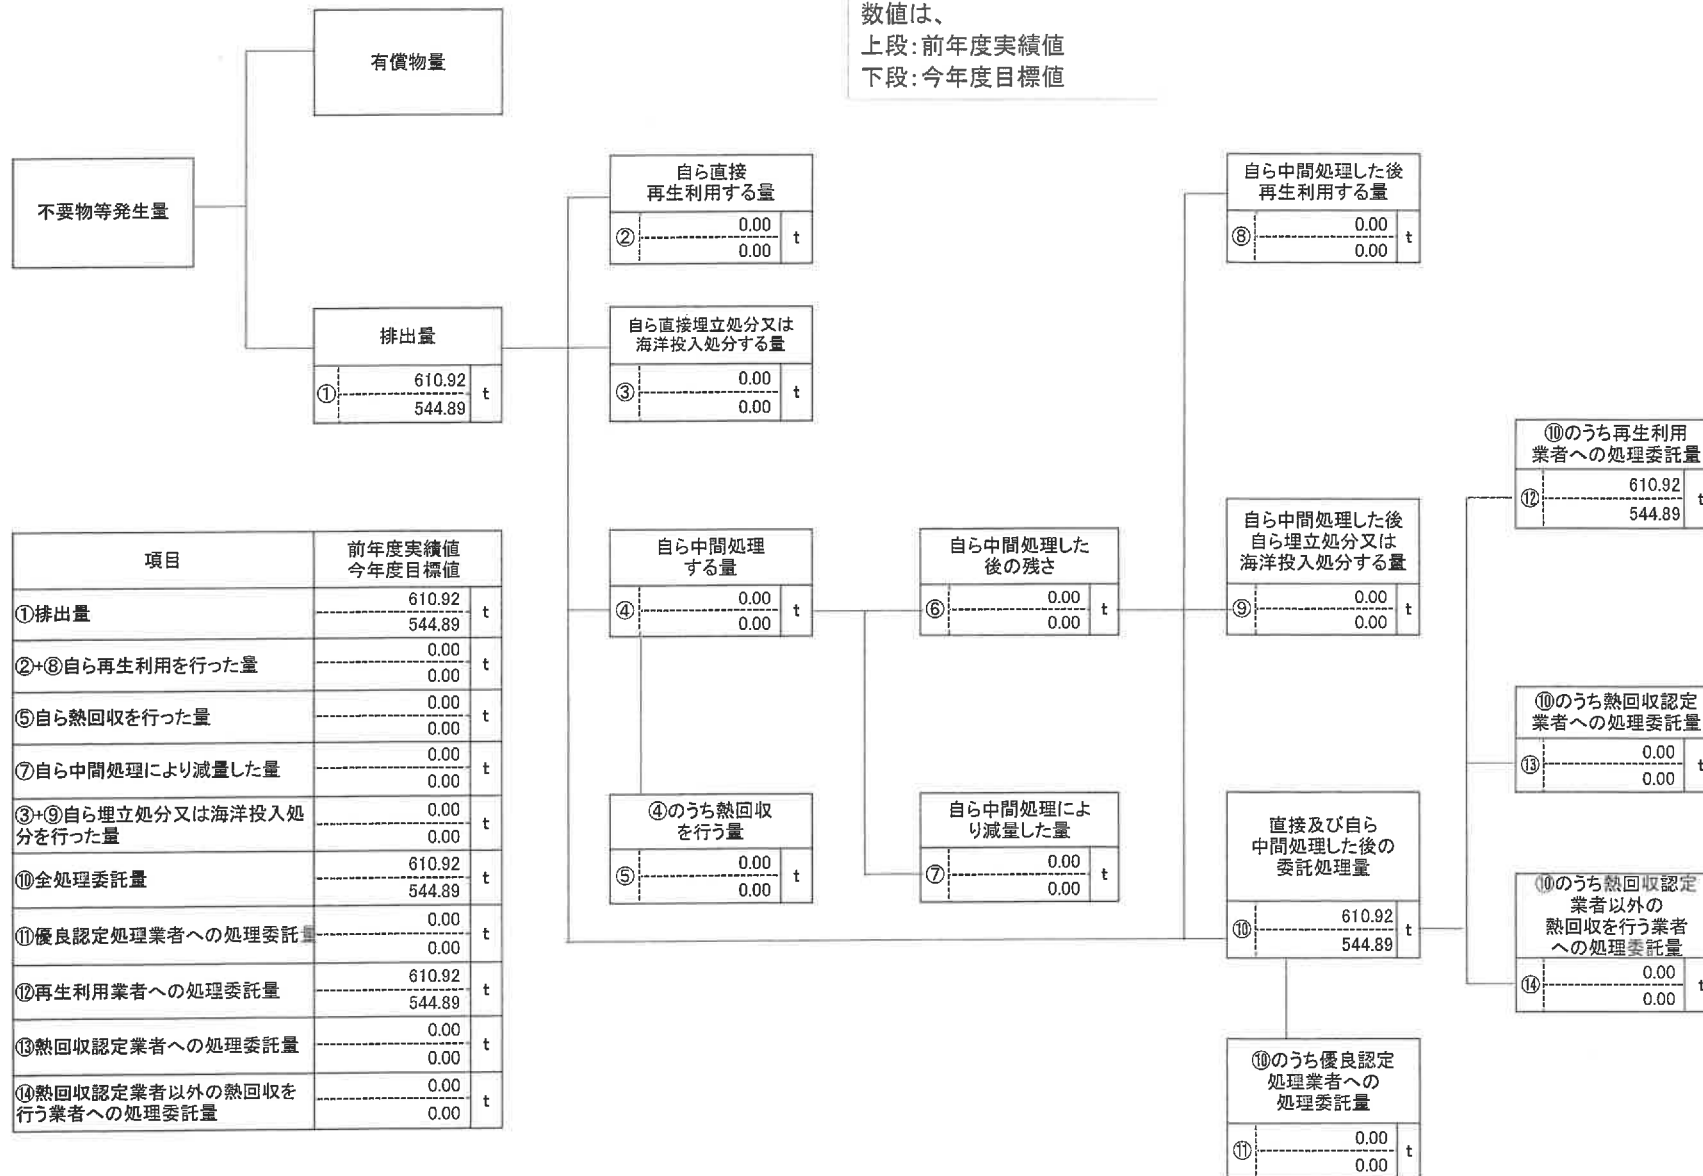 数値は、
上段:前年度実績値
下段:今年度目標値
有償物量
不要物等発生量
排出量
① 610.92 t
544.89
自ら直接
再生利用する量
② 0.00 t
0.00
自ら直接埋立処分又は
海洋投入処分する量
③ 0.00 t
0.00
自ら中間処理
する量
④ 0.00 t
0.00
④のうち熱回収
を行う量
⑤ 0.00 t
0.00
自ら中間処理した
後の残さ
⑥ 0.00 t
0.00
自ら中間処理によ
り減量した量
⑦ 0.00 t
0.00
自ら中間処理した後
再生利用する量
⑧ 0.00 t
0.00
自ら中間処理した後
自ら埋立処分又は
海洋投入処分する量
⑨ 0.00 t
0.00
直接及び自ら
中間処理した後の
委託処理量
⑩ 610.92 t
544.89
⑩のうち優良認定
処理業者への
処理委託量
⑪ 0.00 t
0.00
⑩のうち再生利用
業者への処理委託量
⑫ 610.92 t
544.89
⑩のうち熱回収認定
業者への処理委託量
⑬ 0.00 t
0.00
⑩のうち熱回収認定
業者以外の
熱回収を行う業者
への処理委託量
⑭ 0.00 t
0.00
項目 前年度実績値
今年度目標値
①排出量 610.92 t
544.89
②+⑧自ら再生利用を行った量 0.00 t
0.00
⑤自ら熱回収を行った量 0.00 t
0.00
⑦自ら中間処理により減量した量 0.00 t
0.00
③+⑨自ら埋立処分又は海洋投入処 0.00 t
分を行った量 0.00
⑩全処理委託量 610.92 t
544.89
⑪優良認定処理業者への処理委託量 0.00 t
0.00
⑫再生利用業者への処理委託量 610.92 t
544.89
⑬熱回収認定業者への処理委託量 0.00 t
0.00
⑭熱回収認定業者以外の熱回収を 0.00 t
行う業者への処理委託量 0.00